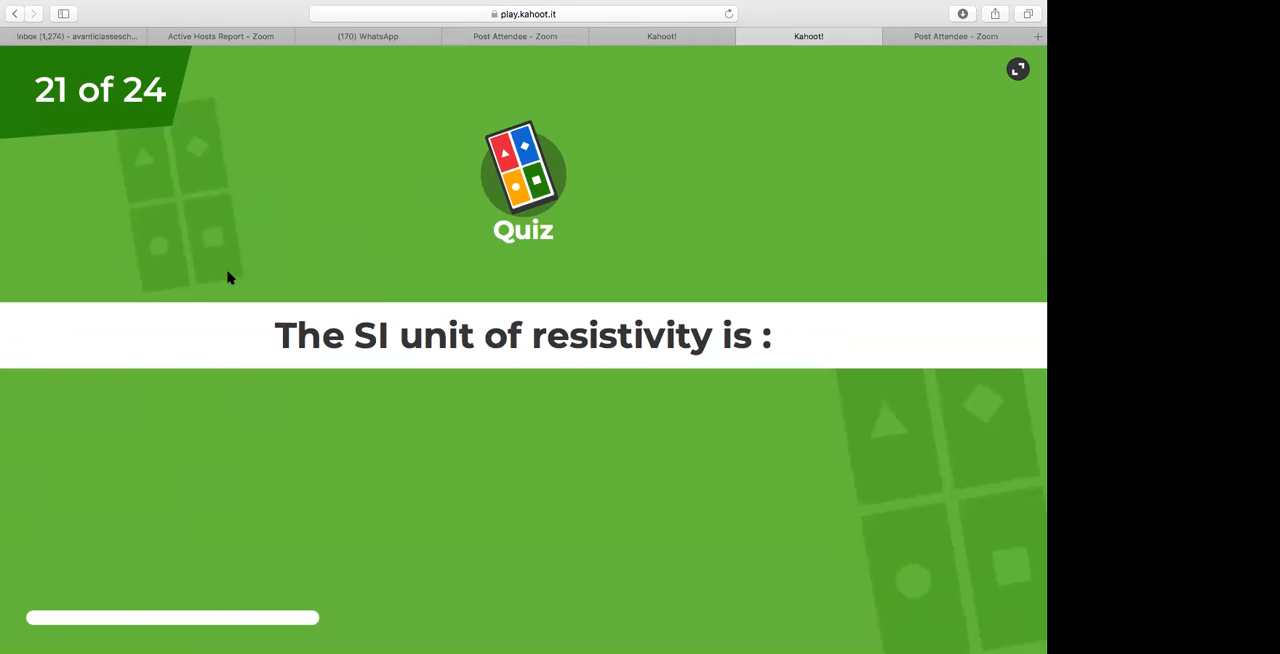 play.kahoot.it
Inbox (1,274) - avanticiassesch...
Active Hosts Report - Zoom
(170) WhatsApp
Post Attendee - Zoom
Kahoot!
Kahoot!
Post Attendee - Zoom
21 of 24
Quiz
The SI unit of resistivity is :